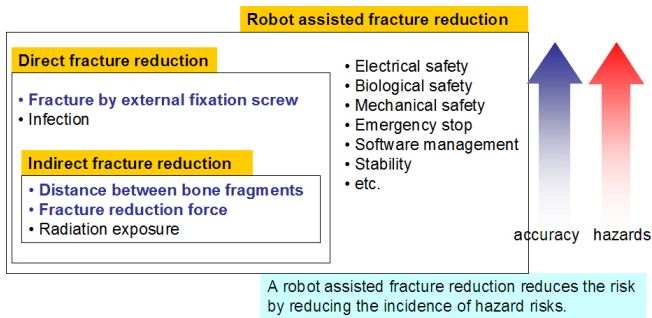 Robot assisted fracture reduction
Direct fracture reduction
• Fracture by external fixation screw
• Infection
Indirect fracture reduction
• Distance between bone fragments
• Fracture reduction force
• Radiation exposure
• Electrical safety
• Biological safety
• Mechanical safety
• Emergency stop
• Software management
• Stability
• etc.
accuracy hazards
A robot assisted fracture reduction reduces the risk
by reducing the incidence of hazard risks.